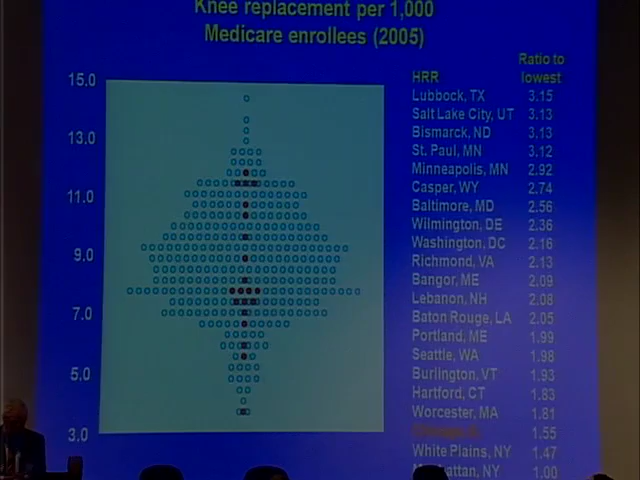 Knee replacement per 1,000
Medicare enrollees (2005)
Ratio to
HRR lowest
15.0
13.0
11.0
9.0
7.0
5.0
3.0
Lubbock, TX 3.15
Salt Lake City, UT 3.13
Bismarck, ND 3.13
St. Paul, MN 3.12
Minneapolis, MN 2.92
Casper, WY 2.74
Baltimore, MD 2.56
Wilmington, DE 2.36
Washington, DC 2.16
Richmond, VA 2.13
Bangor, ME 2.09
Lebanon, NH 2.08
Baton Rouge, LA 2.05
Portland, ME 1.99
Seattle, WA 1.98
Burlington, VT 1.93
Hartford, CT 1.83
Worcester, MA 1.81
1.55
White Plains, NY 1.47
NY 1.00